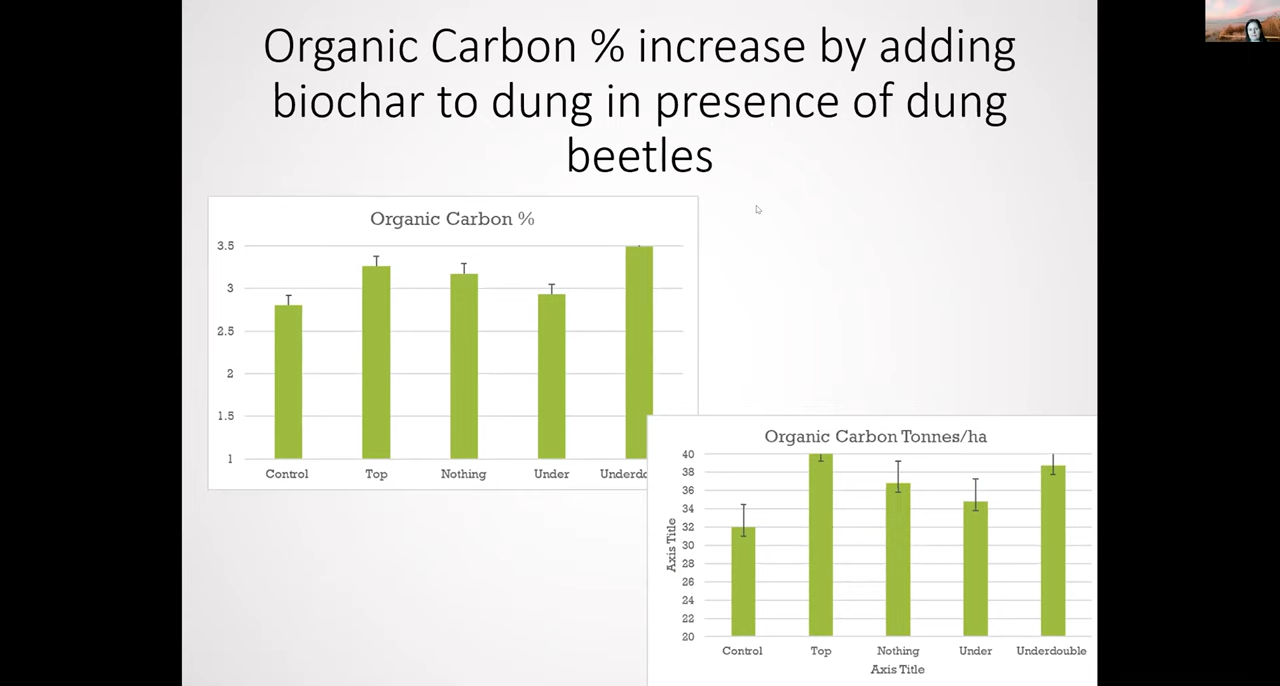 Organic Carbon % increase by adding
biochar to dung in presence of dung
beetles
Organic Carbon %
3.5
3
2.5
2
1.5
1
Control Top Nothing Under
Organic Carbon Tonnes/ha
40
38
36
34
32
30
28
26
24
22
20
Axis Title
Control Top Nothing Under Underdouble
Axis Title